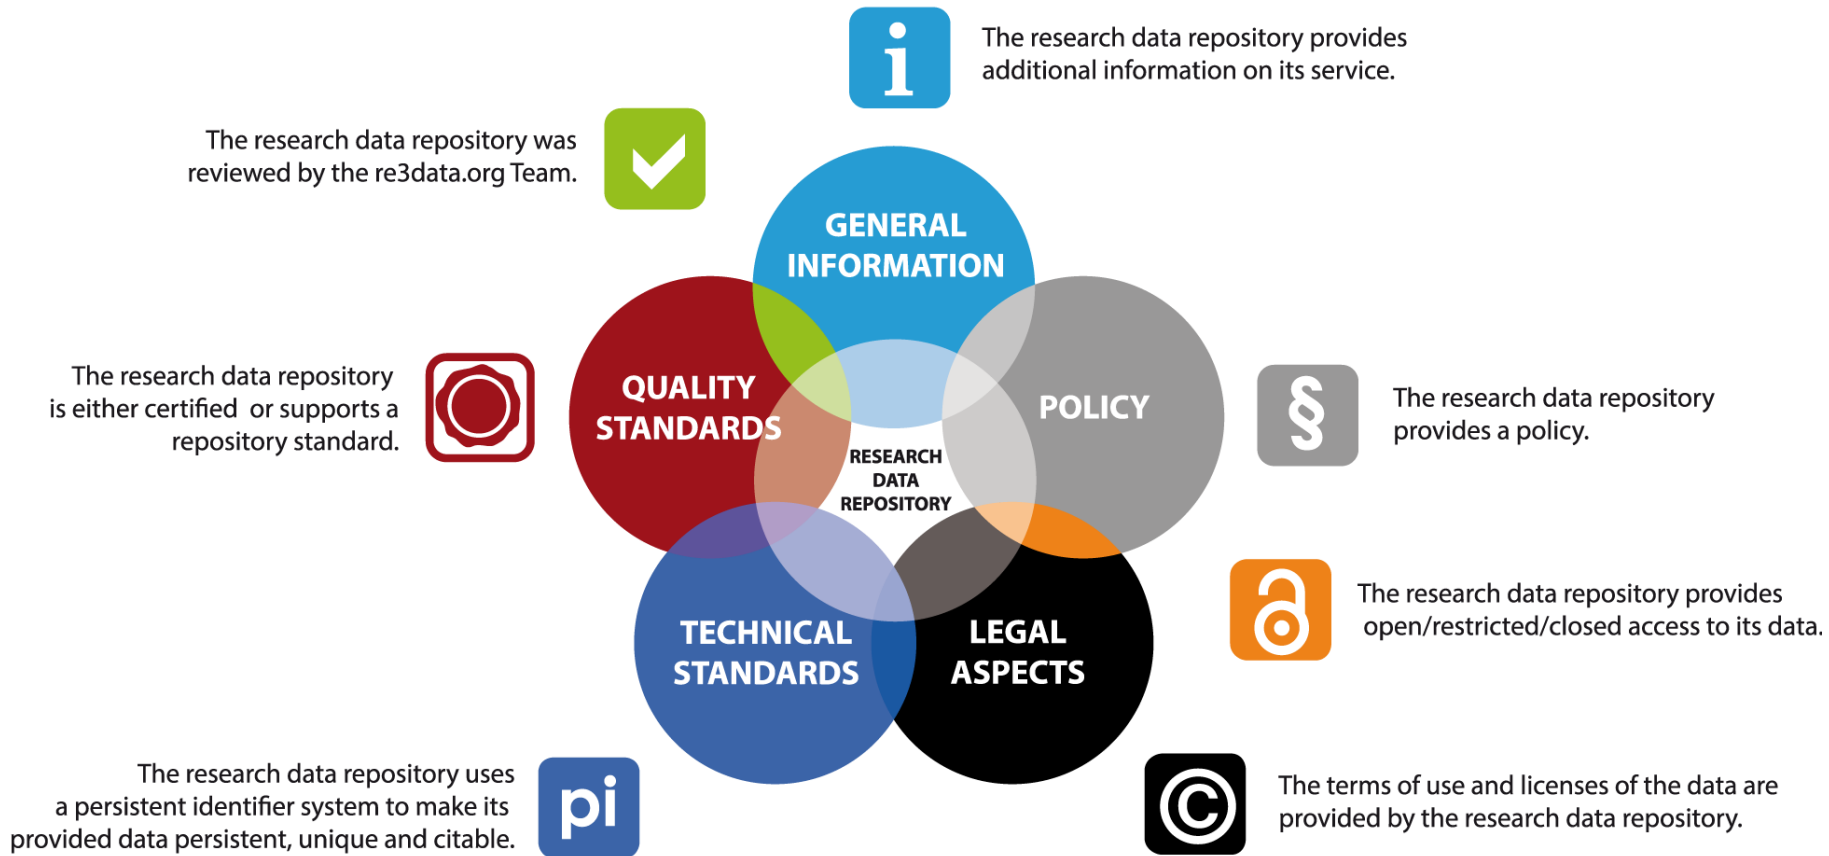 i
The research data repository provides
additional information on its service.
The research data repository was
reviewed by the re3data.org Team.
GENERAL
INFORMATION
QUALITY
STANDARDS
POLICY
RESEARCH
DATA
REPOSITORY
TECHNICAL
STANDARDS
LEGAL
ASPECTS
The research data repository
is either certified or supports a
repository standard.
§
The research data repository
provides a policy.
The research data repository provides
open/restricted/closed access to its data.
The research data repository uses
a persistent identifier system to make its
provided data persistent, unique and citable.
pi
©
The terms of use and licenses of the data are
provided by the research data repository.